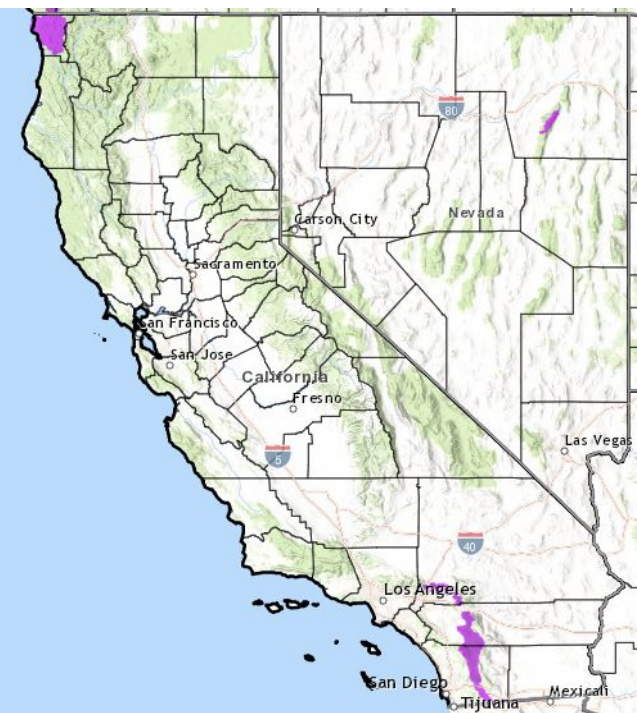 80
Nevada
Carson City
Sacramento
San Francisco
San Jose
California
Fresno
5
Las Vegas
40
Los Angeles
San Diego
Tijuana
Mexicali